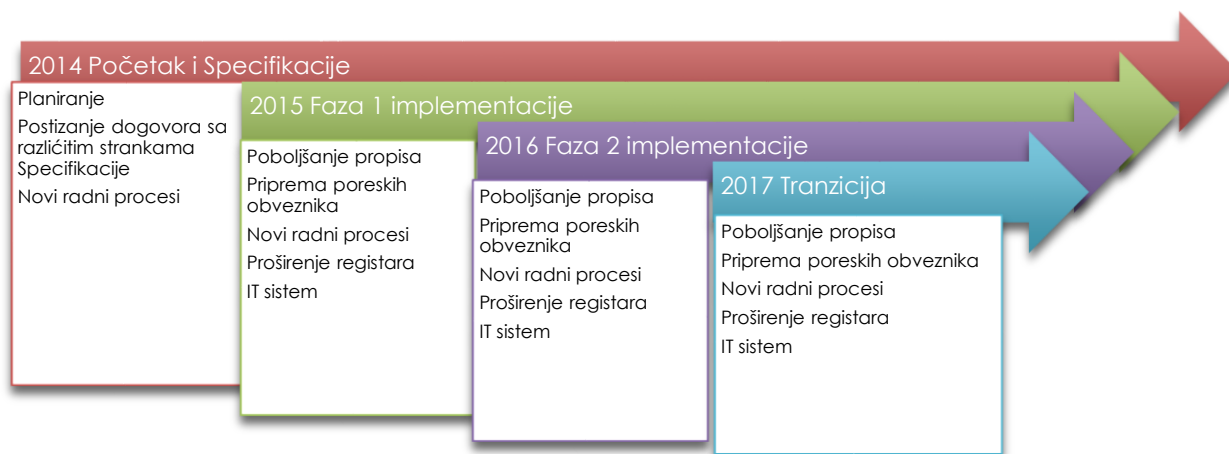 2014 Početak i Specifikacije
Planiranje
Postizanje dogovora sa
različitim strankama
Specifikacije
Novi radni procesi
2015 Faza 1 implementacije
Poboljšanje propisa
Priprema poreskih
obveznika
Novi radni procesi
Proširenje registara
IT sistem
2016 Faza 2 implementacije
Poboljšanje propisa
Priprema poreskih
obveznika
Novi radni procesi
Proširenje registara
IT sistem
2017 Tranzicija
Poboljšanje propisa
Priprema poreskih obveznika
Novi radni procesi
Proširenje registara
IT sistem